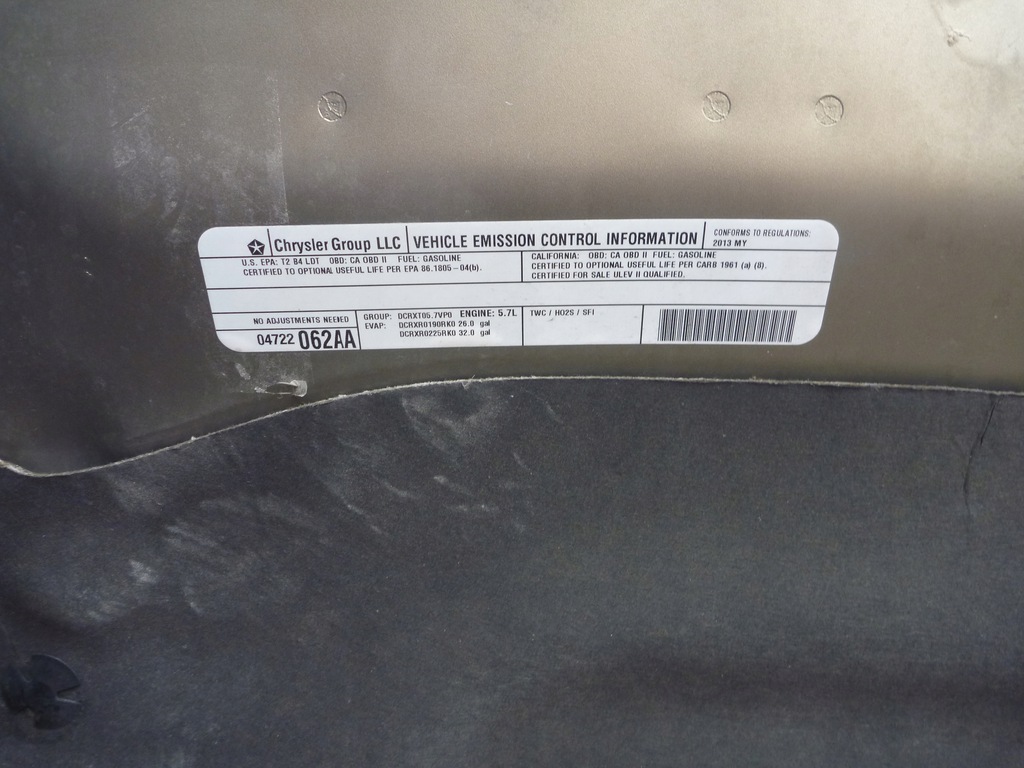 Chrysler Group LLC VEHICLE EMISSION CONTROL INFORMATION CONFORMS TO REGULATIONS:
2013 MY
U.S. EPA: T2 B4 LDT OBD: CA OBD II FUEL: GASOLINE
CERTIFIED TO OPTIONAL USEFUL LIFE PER EPA 86.1805-04(b).
CALIFORNIA: OBD: CA OBD II FUEL: GASOLINE
CERTIFIED TO OPTIONAL USEFUL LIFE PER CARB 1961 (a) (8).
CERTIFIED FOR SALE ULEV II QUALIFIED.
NO ADJUSTMENTS NEEDED
04722 062AA
GROUP: DCRXT05.7VP0 ENGINE: 5.7L
EVAP: DCRXR0190RK0 26.0 gal
DCRXR0225RK0 32.0 gal
TWC / HO2S / SFI